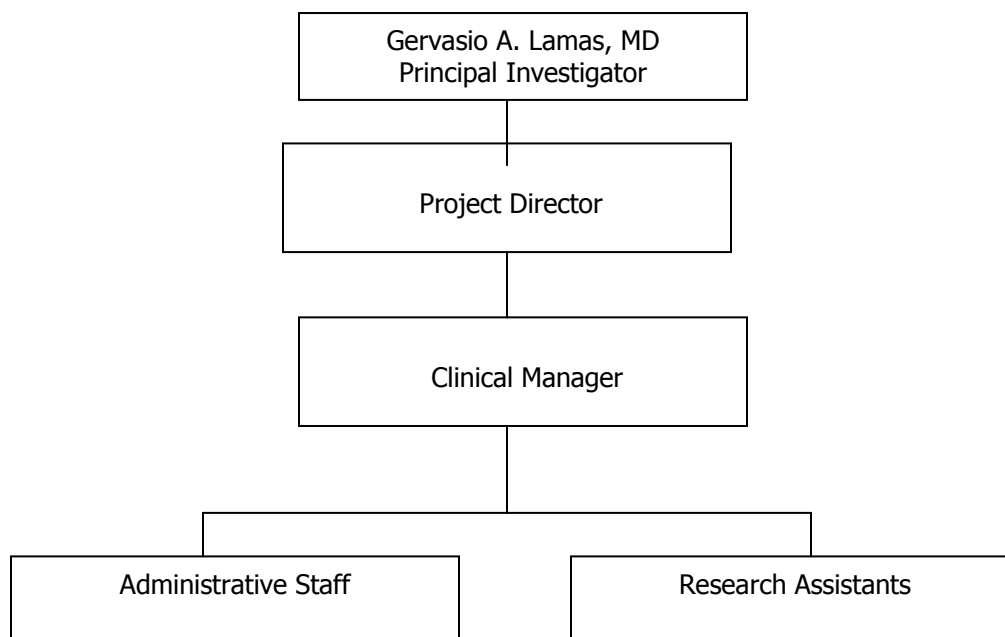 Gervasio A. Lamas, MD
Principal Investigator
Project Director
Clinical Manager
Administrative Staff
Research Assistants